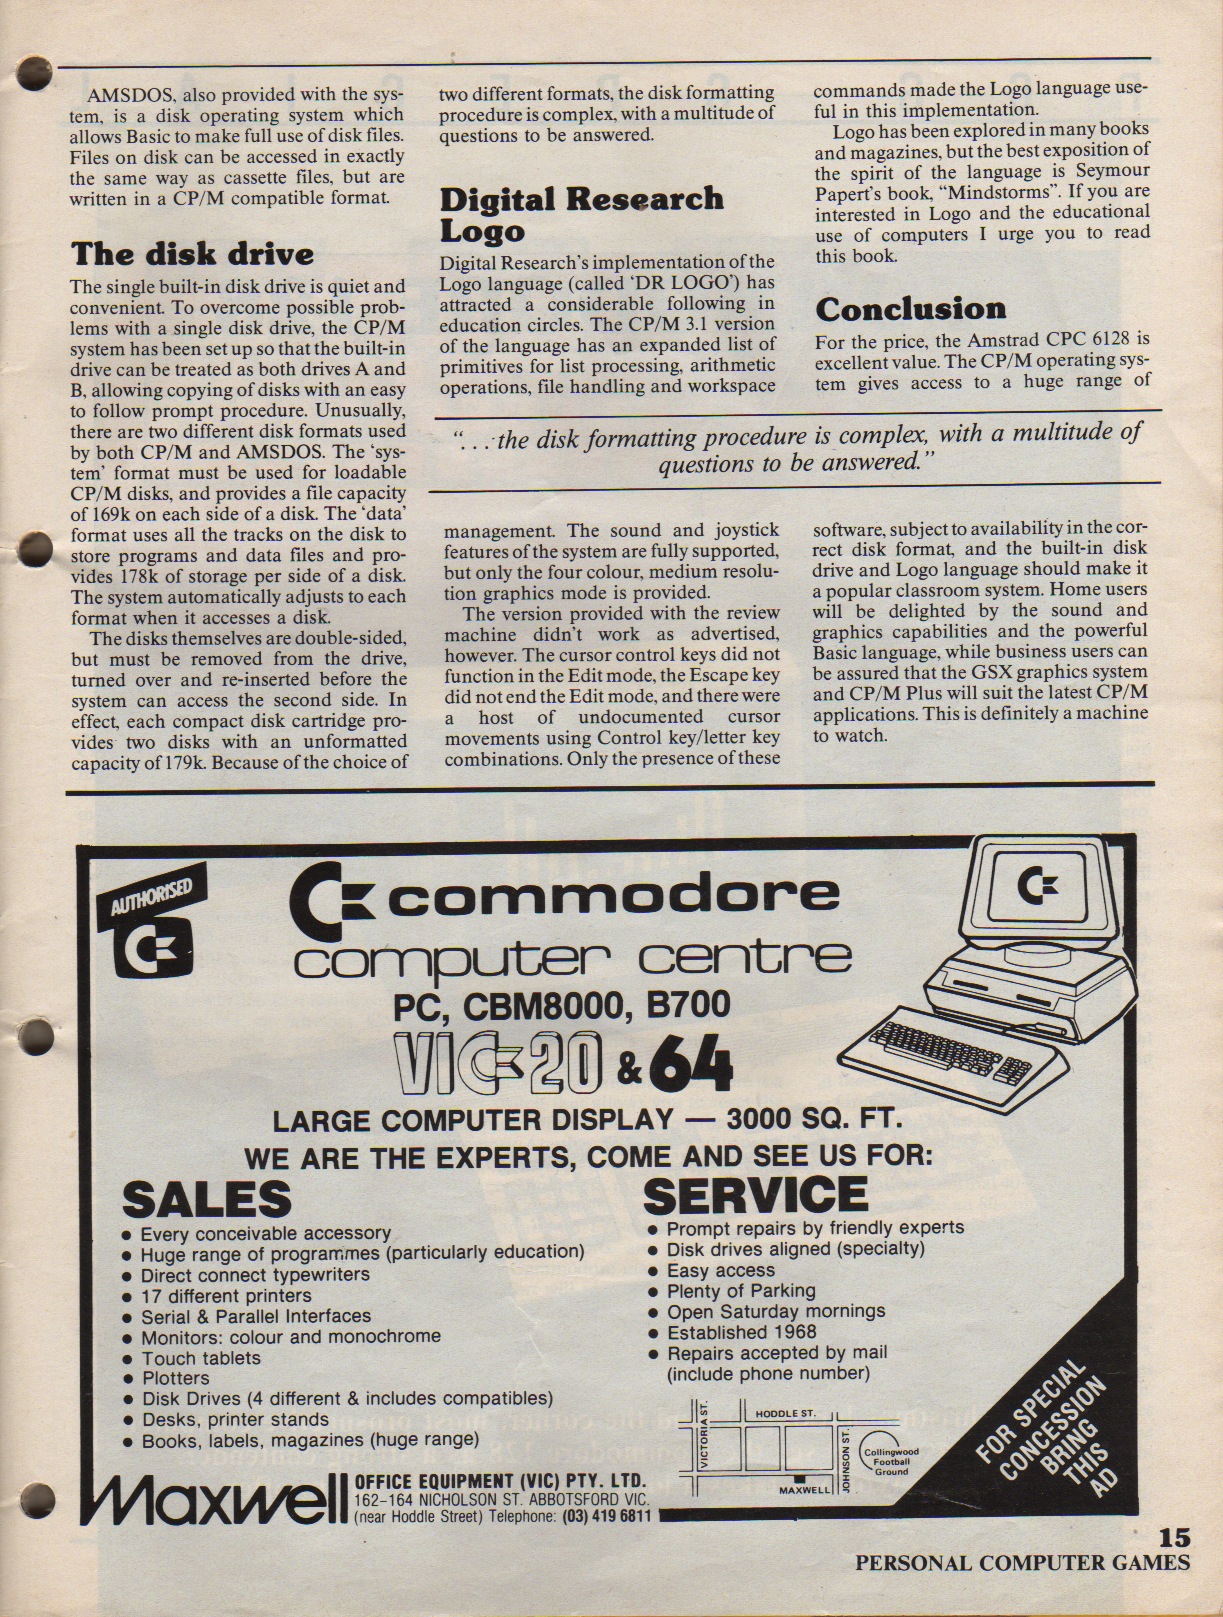 AMSDOS, also provided with the sys-
tem, is a disk operating system which
allows Basic to make full use of disk files.
Files on disk can be accessed in exactly
the same way as cassette files, but are
written in a CP/M compatible format.
The disk drive
The single built-in disk drive is quiet and
convenient. To overcome possible prob-
lems with a single disk drive, the CP/M
system has been set up so that the built-in
drive can be treated as both drives A and
B, allowing copying of disks with an easy
to follow prompt procedure. Unusually,
there are two different disk formats used
by both CP/M and AMSDOS. The ‘sys-
tem’ format must be used for loadable
CP/M disks, and provides a file capacity
of 169k on each side of a disk. The ‘data’
format uses all the tracks on the disk to
store programs and data files and pro-
vides 178k of storage per side of a disk.
The system automatically adjusts to each
format when it accesses a disk.
The disks themselves are double-sided,
but must be removed from the drive,
turned over and re-inserted before the
system can access the second side. In
effect, each compact disk cartridge pro-
vides two disks with an unformatted
capacity of 179k. Because of the choice of
two different formats, the disk formatting
procedure is complex, with a multitude of
questions to be answered.
Digital Research
Logo
Digital Research's implementation of the
Logo language (called ‘DR LOGO’) has
attracted a considerable following in
education circles. The CP/M 3.1 version
of the language has an expanded list of
primitives for list processing, arithmetic
operations, file handling and workspace
“. . . the disk formatting procedure is complex, with a multitude of
questions to be answered.”
management. The sound and joystick
features of the system are fully supported,
but only the four colour, medium resolu-
tion graphics mode is provided.
The version provided with the review
machine didn't work as advertised,
however. The cursor control keys did not
function in the Edit mode, the Escape key
did not end the Edit mode, and there were
a host of undocumented cursor
movements using Control key/letter key
combinations. Only the presence of these
commands made the Logo language use-
ful in this implementation.
Logo has been explored in many books
and magazines, but the best exposition of
the spirit of the language is Seymour
Papert's book, “Mindstorms”. If you are
interested in Logo and the educational
use of computers I urge you to read
this book.
Conclusion
For the price, the Amstrad CPC 6128 is
excellent value. The CP/M operating sys-
tem gives access to a huge range of
software, subject to availability in the cor-
rect disk format, and the built-in disk
drive and Logo language should make it
a popular classroom system. Home users
will be delighted by the sound and
graphics capabilities and the powerful
Basic language, while business users can
be assured that the GSX graphics system
and CP/M Plus will suit the latest CP/M
applications. This is definitely a machine
to watch.
AUTHORISED
commodore
computer centre
PC, CBM8000, B700
VIC-20 & 64
LARGE COMPUTER DISPLAY — 3000 SQ. FT.
WE ARE THE EXPERTS, COME AND SEE US FOR:
SALES
• Every conceivable accessory
• Huge range of programmes (particularly education)
• Direct connect typewriters
• 17 different printers
• Serial & Parallel Interfaces
• Monitors: colour and monochrome
• Touch tablets
• Plotters
• Disk Drives (4 different & includes compatibles)
• Desks, printer stands
• Books, labels, magazines (huge range)
SERVICE
• Prompt repairs by friendly experts
• Disk drives aligned (specialty)
• Easy access
• Plenty of Parking
• Open Saturday mornings
• Established 1968
• Repairs accepted by mail
(include phone number)
VICTORIA ST.
HODDLE ST.
JOHNSON ST.
Collingwood
Football
Ground
MAXWELL
FOR SPECIAL
CONCESSION
BRING
THIS
AD
Maxwell
OFFICE EQUIPMENT (VIC) PTY. LTD.
162-164 NICHOLSON ST. ABBOTSFORD VIC.
(near Hoddle Street) Telephone: (03) 419 6811
15
PERSONAL COMPUTER GAMES